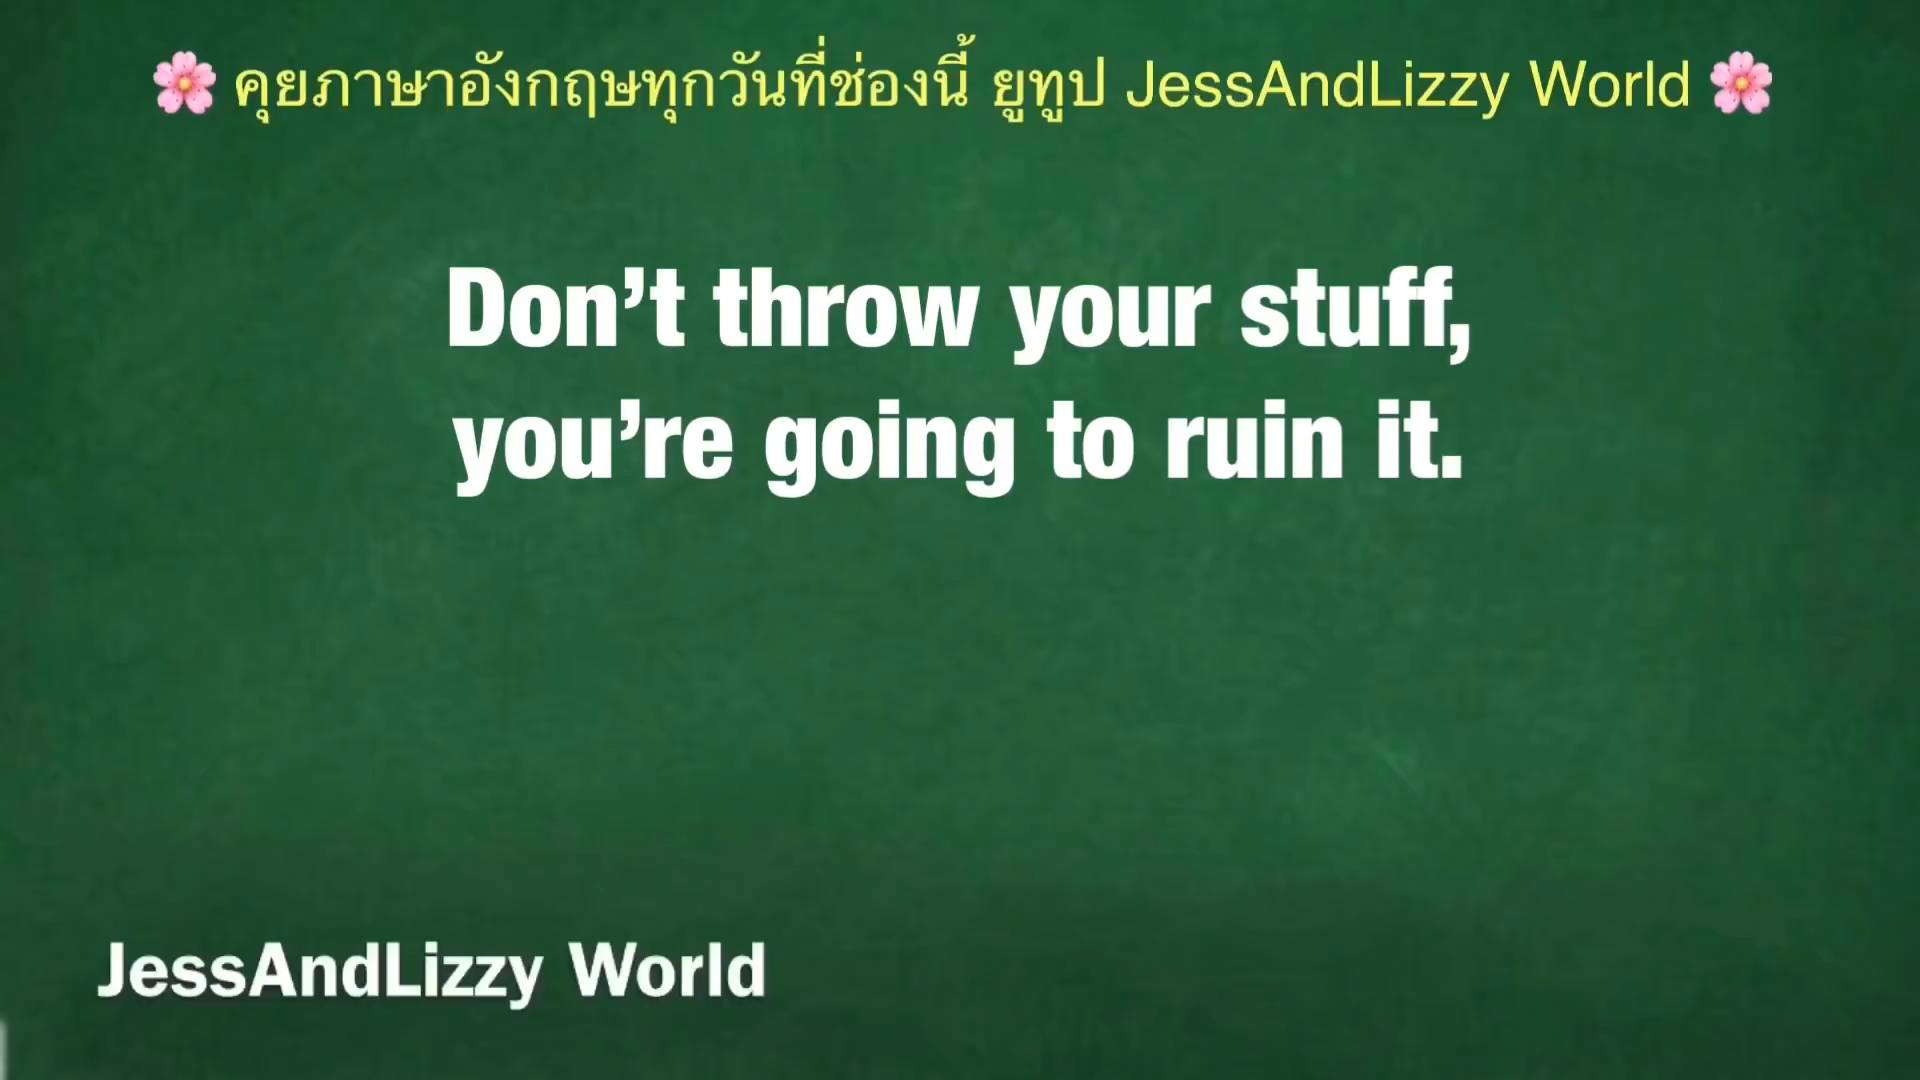 🌸 คุยภาษาอังกฤษทุกวันที่ช่องนี้ ยูทูป JessAndLizzy World 🌸
Don’t throw your stuff,
you’re going to ruin it.
JessAndLizzy World